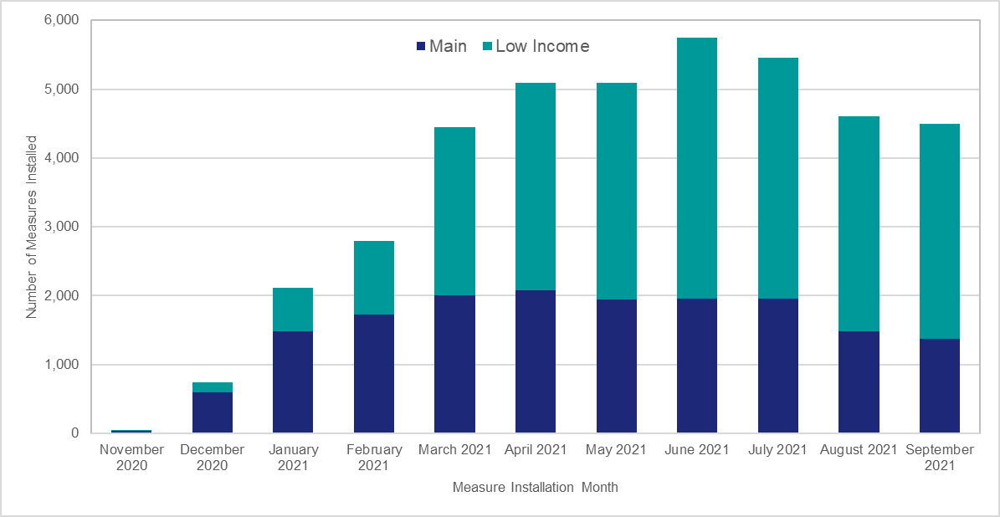 6,000
Main Low Income
5,000
4,000
3,000
2,000
1,000
0
Number of Measures Installed
November 2020
December 2020
January 2021
February 2021
March 2021
April 2021
May 2021
June 2021
July 2021
August 2021
September 2021
Measure Installation Month